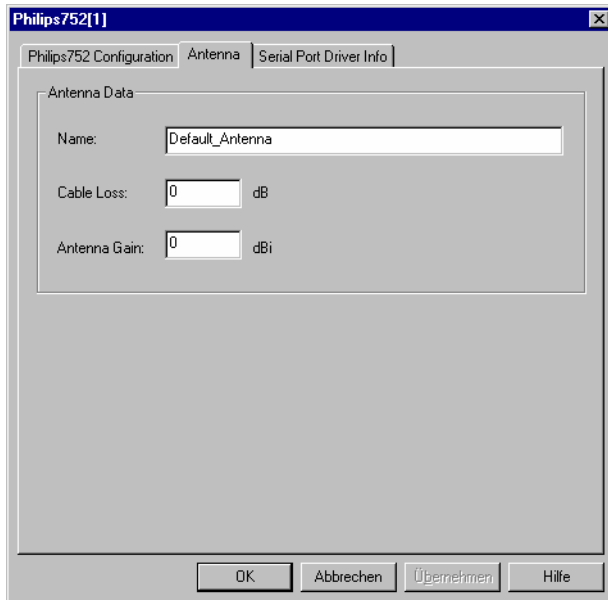 Philips752[1]
Philips752 Configuration Antenna Serial Port Driver Info
Antenna Data
Name: Default_Antenna
Cable Loss: 0 dB
Antenna Gain: 0 dBi
OK Abbrechen Übernehmen Hilfe